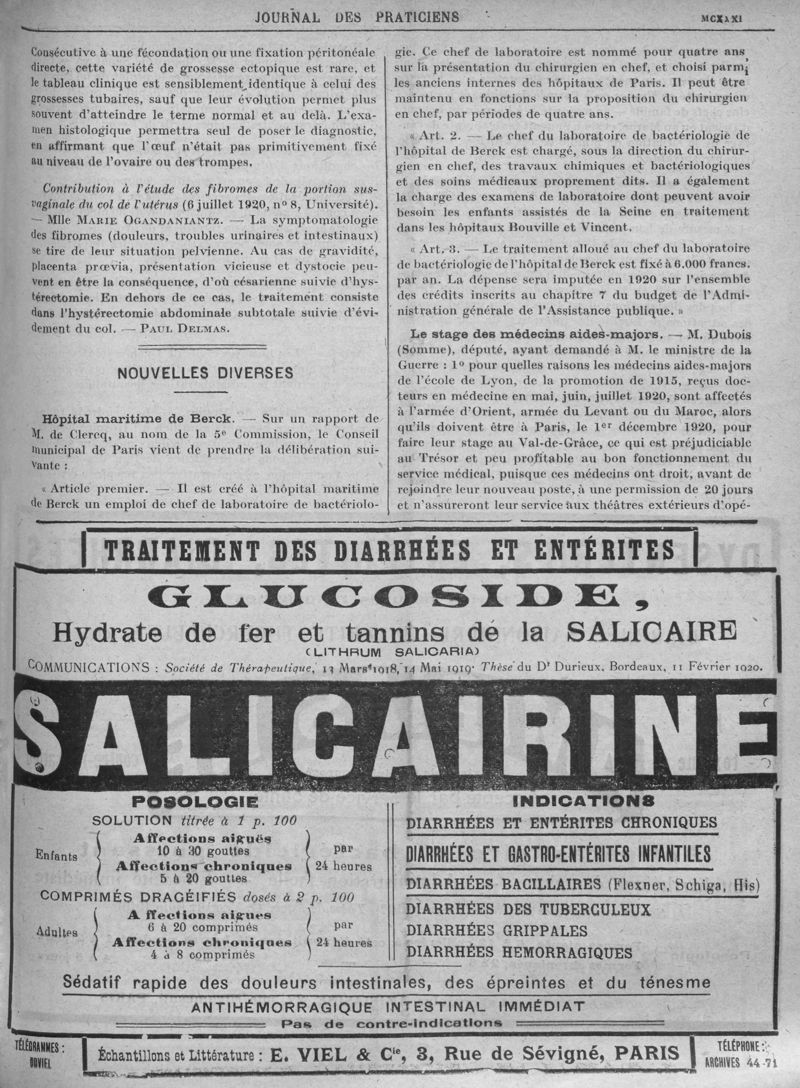 JOURNAL DES PRATICIENS
Consécutive à une fécondation ou une fixation péritonéale
directe, cette variété de grossesse ectopique est rare, et
le tableau clinique est sensiblement identique à celui des
grossesses tubaires, sauf que leur évolution permet plus
souvent d'atteindre le terme normal et au delà. L'exa-
men histologique permettra seul de poser le diagnostic,
en affirmant que l'œuf n'était pas primitivement fixé
au niveau de l'ovaire ou des trompes.
Contribution à l'étude des fibromes de la portion sus-
vaginale du col de l'utérus (6 juillet 1920, n° 8, Université).
— Mlle MARIE OGANDANIANTZ. — La symptomatologie
des fibromes (douleurs, troubles urinaires et intestinaux)
se tire de leur situation pelvienne. Au cas de gravidité,
placenta prœvia, présentation vicieuse et dystocie peu-
vent en être la conséquence, d'où césarienne suivie d'hys-
térectomie. En dehors de ce cas, le traitement consiste
dans l'hystérectomie abdominale subtotale suivie d'évi-
dement du col. — PAUL DELMAS.
NOUVELLES DIVERSES
Hôpital maritime de Berck. — Sur un rapport de
M. de Clercq, au nom de la 5e Commission, le Conseil
municipal de Paris vient de prendre la délibération sui-
vante :
« Article premier. — Il est créé à l'hôpital maritime
de Berck un emploi de chef de laboratoire de bactériolo-
gie. Ce chef de laboratoire est nommé pour quatre ans
sur la présentation du chirurgien en chef, et choisi parmi
les anciens internes des hôpitaux de Paris. Il peut être
maintenu en fonctions sur la proposition du chirurgien
en chef, par périodes de quatre ans.
« Art. 2. — Le chef du laboratoire de bactériologie de
l'hôpital de Berck est chargé, sous la direction du chirur-
gien en chef, des travaux chimiques et bactériologiques
et des soins médicaux proprement dits. Il a également
la charge des examens de laboratoire dont peuvent avoir
besoin les enfants assistés de la Seine en traitement
dans les hôpitaux Bouville et Vincent.
« Art. 3. — Le traitement alloué au chef du laboratoire
de bactériologie de l'hôpital de Berck est fixé à 6.000 francs.
par an. La dépense sera imputée en 1920 sur l'ensemble
des crédits inscrits au chapitre 7 du budget de l'Admi-
nistration générale de l'Assistance publique. »
Le stage des médecins aides-majors. — M. Dubois
(Somme), député, ayant demandé à M. le ministre de la
Guerre : 1° pour quelles raisons les médecins aides-majors
de l'école de Lyon, de la promotion de 1915, reçus doc-
teurs en médecine en mai, juin, juillet 1920, sont affectés
à l'armée d'Orient, armée du Levant ou du Maroc, alors
qu'ils doivent être à Paris, le 1er décembre 1920, pour
faire leur stage au Val-de-Grâce, ce qui est préjudiciable
au Trésor et peu profitable au bon fonctionnement du
service médical, puisque ces médecins ont droit, avant de
rejoindre leur nouveau poste, à une permission de 20 jours
et n'assureront leur service aux théâtres extérieurs d'opé-
TRAITEMENT DES DIARRHÉES ET ENTÉRITES
GLUCOSIDE,
Hydrate de fer et tannins de la SALICAIRE
(LITHRUM SALICARIA)
COMMUNICATIONS : Société de Thérapeutique, 13 Mars 1918, 14 Mai 1919. Thèse du Dr Durieux, Bordeaux, 11 Février 1920.
SALICAIRINE
POSOLOGIE
SOLUTION titrée à 1 p. 100
Enfants
Affections aiguës
10 à 30 gouttes
Affections chroniques
5 à 20 gouttes
par
24 heures
COMPRIMÉS DRAGÉIFIÉS dosés à 2 p. 100
Adultes
Affections aigues
6 à 20 comprimés
Affections chroniques
4 à 8 comprimés
par
24 heures
INDICATIONS
DIARRHÉES ET ENTÉRITES CHRONIQUES
DIARRHÉES ET GASTRO-ENTÉRITES INFANTILES
DIARRHÉES BACILLAIRES (Flexner, Schiga, His)
DIARRHÉES DES TUBERCULEUX
DIARRHÉES GRIPPALES
DIARRHÉES HEMORRAGIQUES
Sédatif rapide des douleurs intestinales, des épreintes et du ténesme
ANTIHÉMORRAGIQUE INTESTINAL IMMÉDIAT
Pas de contre-indications
TÉLÉGRAMMES :
DOVIEL
Échantillons et Littérature : E. VIEL & Cie, 3, Rue de Sévigné, PARIS
TÉLÉPHONE :
ARCHIVES 44-71